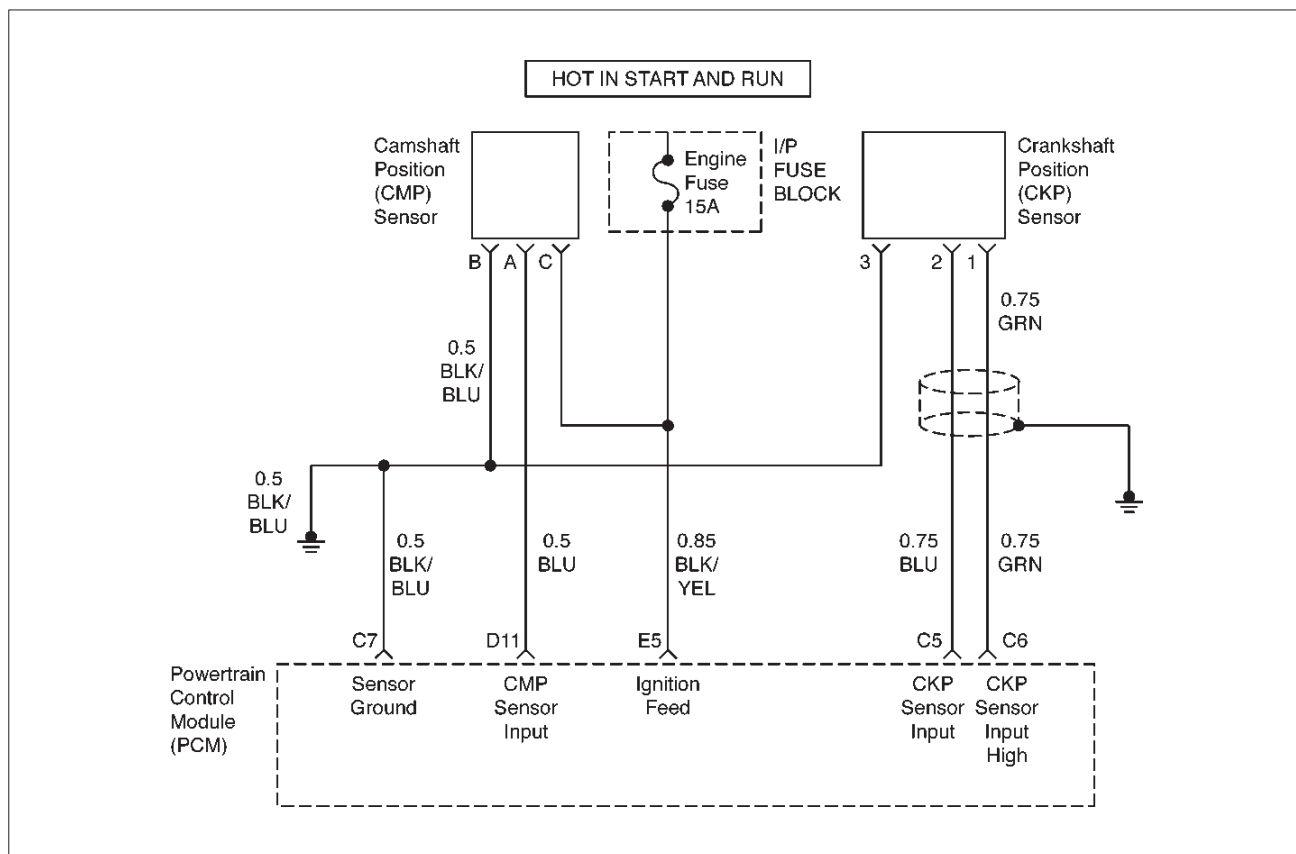 HOT IN START AND RUN
Camshaft
Position
(CMP)
Sensor
Engine
Fuse
15A
I/P
FUSE
BLOCK
Crankshaft
Position
(CKP)
Sensor
B A C
3 2 1
0.75
GRN
0.5
BLK/
BLU
0.5
BLK/
BLU
0.5
BLK/
BLU
0.5
BLU
0.85
BLK/
YEL
0.75
BLU
0.75
GRN
C7 D11 E5 C5 C6
Powertrain
Control
Module
(PCM)
Sensor
Ground
CMP
Sensor
Input
Ignition
Feed
CKP
Sensor
Input
CKP
Sensor
Input
High